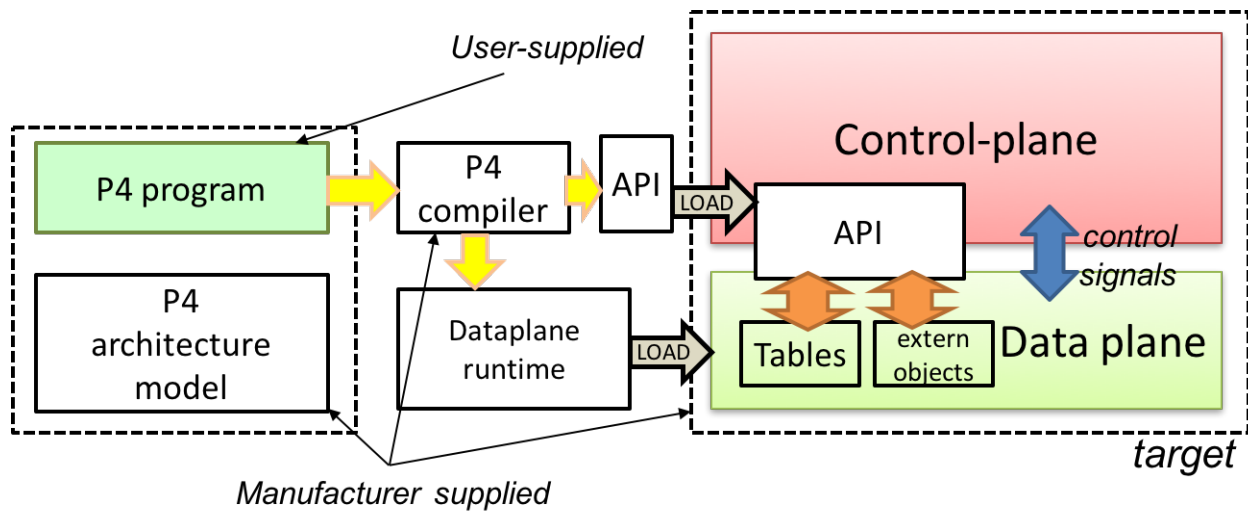 User-supplied
P4 program
P4
compiler
API
LOAD
Control-plane
API
control
signals
P4
architecture
model
Dataplane
runtime
LOAD
Tables
extern
objects
Data plane
target
Manufacturer supplied